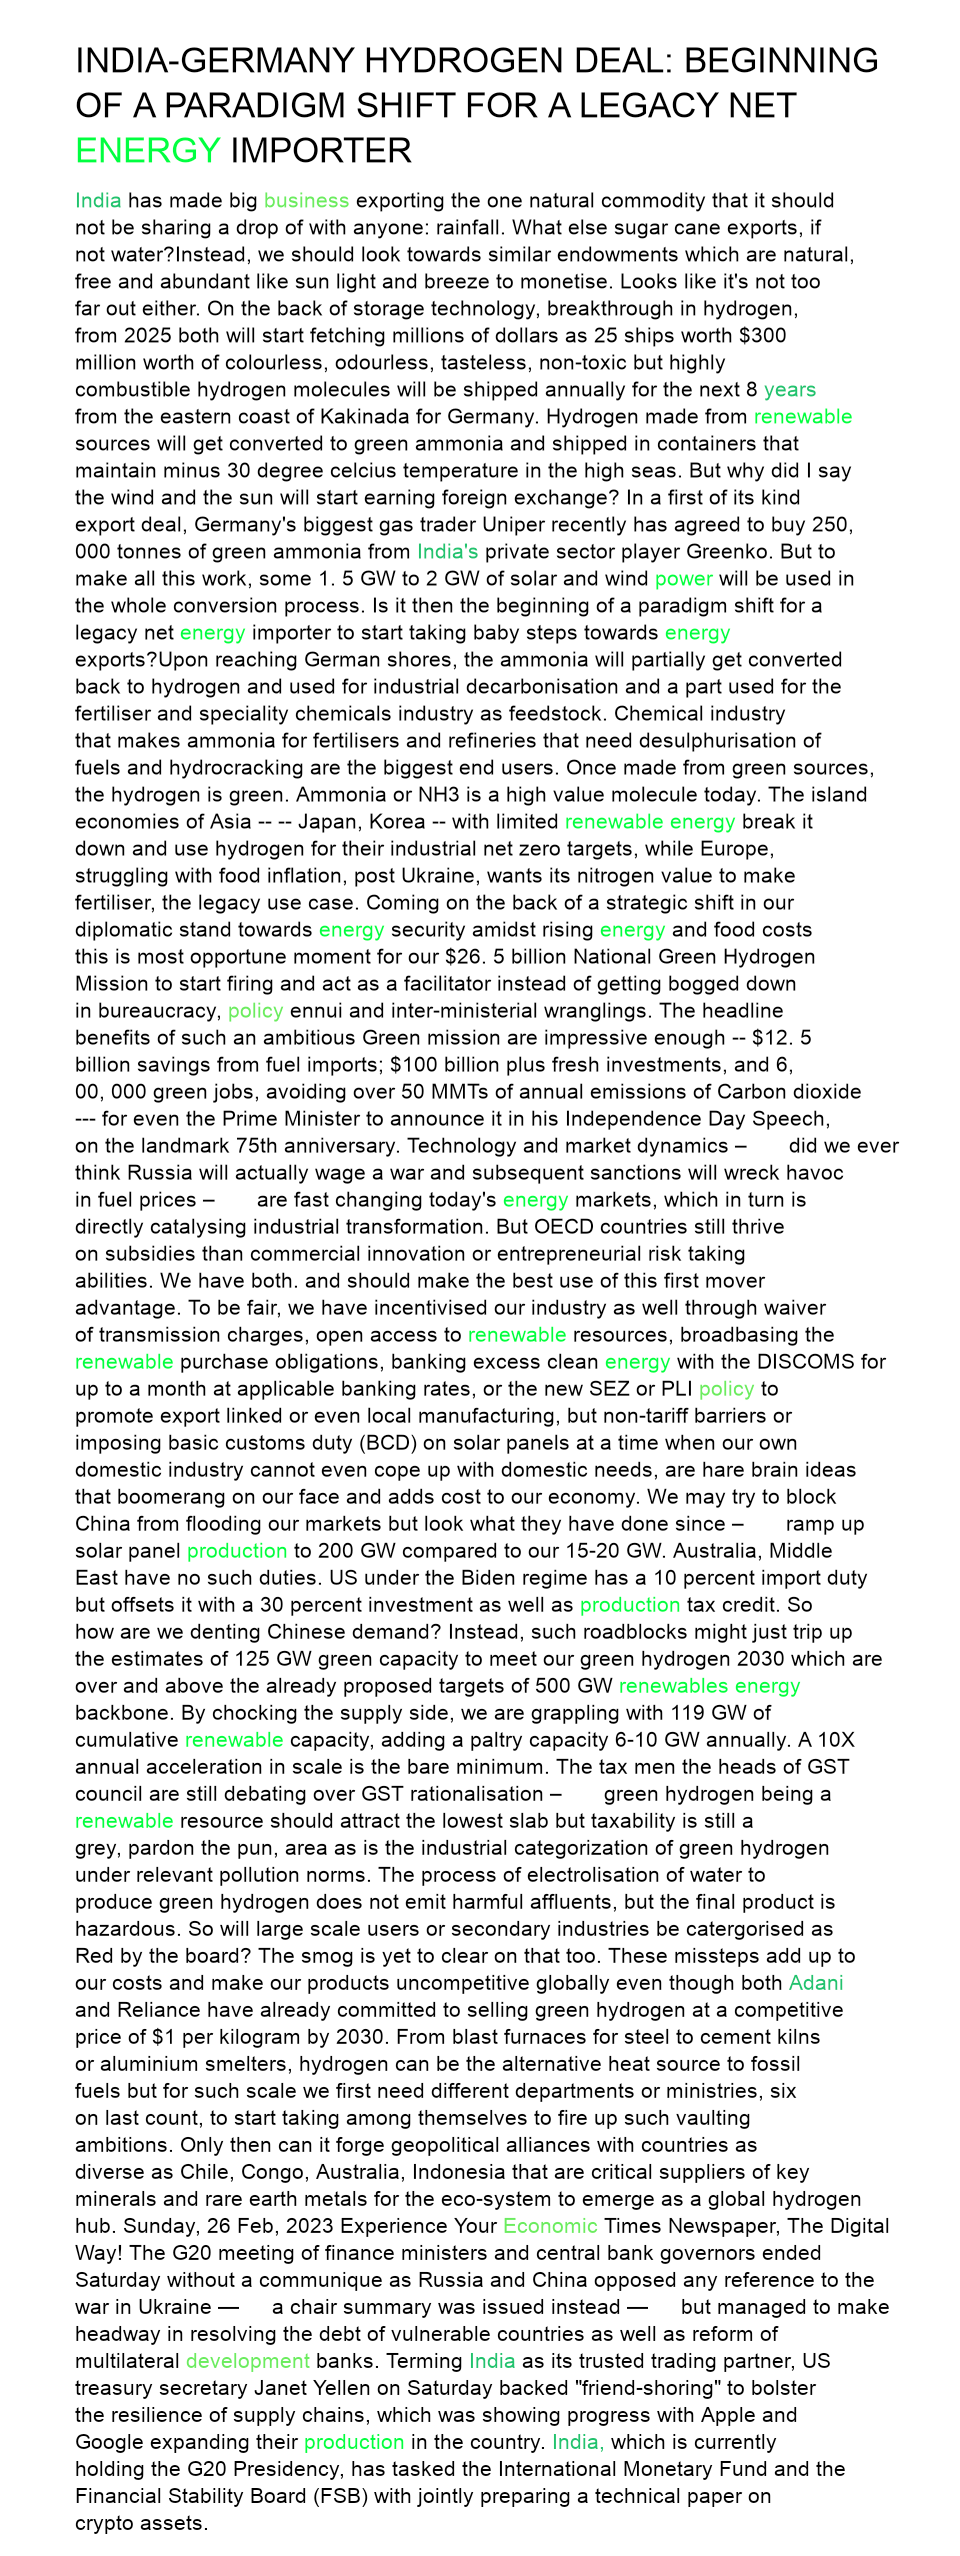 INDIA-GERMANY HYDROGEN DEAL: BEGINNING
OF A PARADIGM SHIFT FOR A LEGACY NET
ENERGY IMPORTER
India has made big business exporting the one natural commodity that it should
not be sharing a drop of with anyone: rainfall. What else sugar cane exports, if
not water?Instead, we should look towards similar endowments which are natural,
free and abundant like sun light and breeze to monetise. Looks like it's not too
far out either. On the back of storage technology, breakthrough in hydrogen,
from 2025 both will start fetching millions of dollars as 25 ships worth $300
million worth of colourless, odourless, tasteless, non-toxic but highly
combustible hydrogen molecules will be shipped annually for the next 8 years
from the eastern coast of Kakinada for Germany. Hydrogen made from renewable
sources will get converted to green ammonia and shipped in containers that
maintain minus 30 degree celcius temperature in the high seas. But why did I say
the wind and the sun will start earning foreign exchange? In a first of its kind
export deal, Germany's biggest gas trader Uniper recently has agreed to buy 250,
000 tonnes of green ammonia from India's private sector player Greenko. But to
make all this work, some 1. 5 GW to 2 GW of solar and wind power will be used in
the whole conversion process. Is it then the beginning of a paradigm shift for a
legacy net energy importer to start taking baby steps towards energy
exports?Upon reaching German shores, the ammonia will partially get converted
back to hydrogen and used for industrial decarbonisation and a part used for the
fertiliser and speciality chemicals industry as feedstock. Chemical industry
that makes ammonia for fertilisers and refineries that need desulphurisation of
fuels and hydrocracking are the biggest end users. Once made from green sources,
the hydrogen is green. Ammonia or NH3 is a high value molecule today. The island
economies of Asia -- -- Japan, Korea -- with limited renewable energy break it
down and use hydrogen for their industrial net zero targets, while Europe,
struggling with food inflation, post Ukraine, wants its nitrogen value to make
fertiliser, the legacy use case. Coming on the back of a strategic shift in our
diplomatic stand towards energy security amidst rising energy and food costs
this is most opportune moment for our $26. 5 billion National Green Hydrogen
Mission to start firing and act as a facilitator instead of getting bogged down
in bureaucracy, policy ennui and inter-ministerial wranglings. The headline
benefits of such an ambitious Green mission are impressive enough -- $12. 5
billion savings from fuel imports; $100 billion plus fresh investments, and 6,
00, 000 green jobs, avoiding over 50 MMTs of annual emissions of Carbon dioxide
--- for even the Prime Minister to announce it in his Independence Day Speech,
on the landmark 75th anniversary. Technology and market dynamics – did we ever
think Russia will actually wage a war and subsequent sanctions will wreck havoc
in fuel prices – are fast changing today's energy markets, which in turn is
directly catalysing industrial transformation. But OECD countries still thrive
on subsidies than commercial innovation or entrepreneurial risk taking
abilities. We have both. and should make the best use of this first mover
advantage. To be fair, we have incentivised our industry as well through waiver
of transmission charges, open access to renewable resources, broadbasing the
renewable purchase obligations, banking excess clean energy with the DISCOMS for
up to a month at applicable banking rates, or the new SEZ or PLI policy to
promote export linked or even local manufacturing, but non-tariff barriers or
imposing basic customs duty (BCD) on solar panels at a time when our own
domestic industry cannot even cope up with domestic needs, are hare brain ideas
that boomerang on our face and adds cost to our economy. We may try to block
China from flooding our markets but look what they have done since – ramp up
solar panel production to 200 GW compared to our 15-20 GW. Australia, Middle
East have no such duties. US under the Biden regime has a 10 percent import duty
but offsets it with a 30 percent investment as well as production tax credit. So
how are we denting Chinese demand? Instead, such roadblocks might just trip up
the estimates of 125 GW green capacity to meet our green hydrogen 2030 which are
over and above the already proposed targets of 500 GW renewables energy
backbone. By chocking the supply side, we are grappling with 119 GW of
cumulative renewable capacity, adding a paltry capacity 6-10 GW annually. A 10X
annual acceleration in scale is the bare minimum. The tax men the heads of GST
council are still debating over GST rationalisation – green hydrogen being a
renewable resource should attract the lowest slab but taxability is still a
grey, pardon the pun, area as is the industrial categorization of green hydrogen
under relevant pollution norms. The process of electrolisation of water to
produce green hydrogen does not emit harmful affluents, but the final product is
hazardous. So will large scale users or secondary industries be catergorised as
Red by the board? The smog is yet to clear on that too. These missteps add up to
our costs and make our products uncompetitive globally even though both Adani
and Reliance have already committed to selling green hydrogen at a competitive
price of $1 per kilogram by 2030. From blast furnaces for steel to cement kilns
or aluminium smelters, hydrogen can be the alternative heat source to fossil
fuels but for such scale we first need different departments or ministries, six
on last count, to start taking among themselves to fire up such vaulting
ambitions. Only then can it forge geopolitical alliances with countries as
diverse as Chile, Congo, Australia, Indonesia that are critical suppliers of key
minerals and rare earth metals for the eco-system to emerge as a global hydrogen
hub. Sunday, 26 Feb, 2023 Experience Your Economic Times Newspaper, The Digital
Way! The G20 meeting of finance ministers and central bank governors ended
Saturday without a communique as Russia and China opposed any reference to the
war in Ukraine — a chair summary was issued instead — but managed to make
headway in resolving the debt of vulnerable countries as well as reform of
multilateral development banks. Terming India as its trusted trading partner, US
treasury secretary Janet Yellen on Saturday backed "friend-shoring" to bolster
the resilience of supply chains, which was showing progress with Apple and
Google expanding their production in the country. India, which is currently
holding the G20 Presidency, has tasked the International Monetary Fund and the
Financial Stability Board (FSB) with jointly preparing a technical paper on
crypto assets.